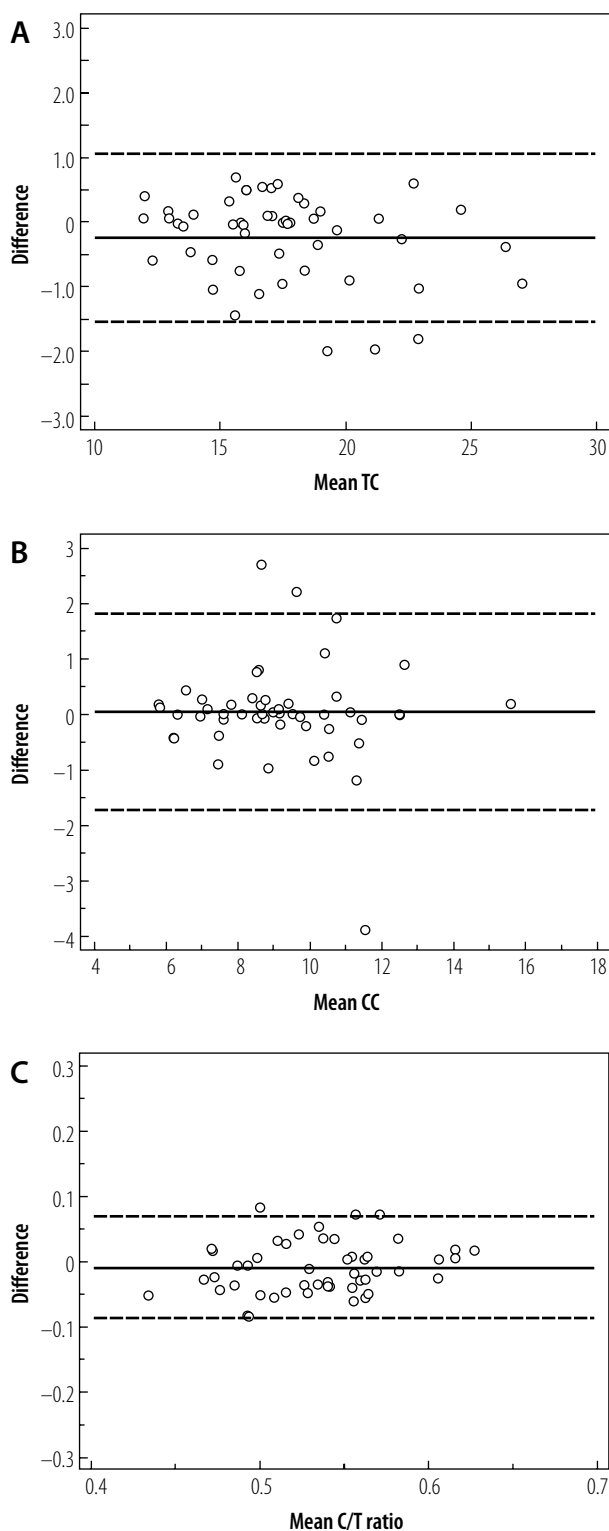 A
3.0
2.0
1.0
0
−1.0
−2.0
−3.0
Difference
10 15 20 25 30
Mean TC
B
3
2
1
0
−1
−2
−3
−4
Difference
4 6 8 10 12 14 16 18
Mean CC
C
0.3
0.2
0.1
0
−0.1
−0.2
−0.3
Difference
0.4 0.5 0.6 0.7
Mean C/T ratio